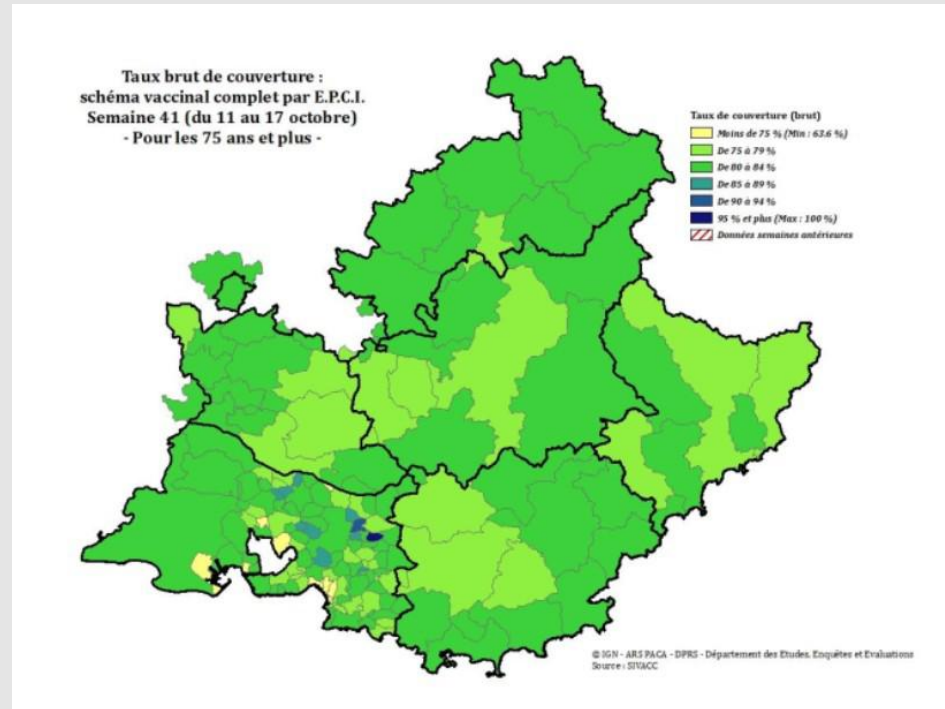 Taux brut de couverture :
schéma vaccinal complet par E.P.C.I.
Semaine 41 (du 11 au 17 octobre)
- Pour les 75 ans et plus -
Taux de couverture (brut)
Moins de 75 % (Min : 63.6 %)
De 75 à 79 %
De 80 à 84 %
De 85 à 89 %
De 90 à 94 %
95 % et plus (Max : 100 %)
Données semaines antérieures
© IGN - ARS PACA - DPRS - Département des Etudes, Enquêtes et Evaluations
Source : SIVACC